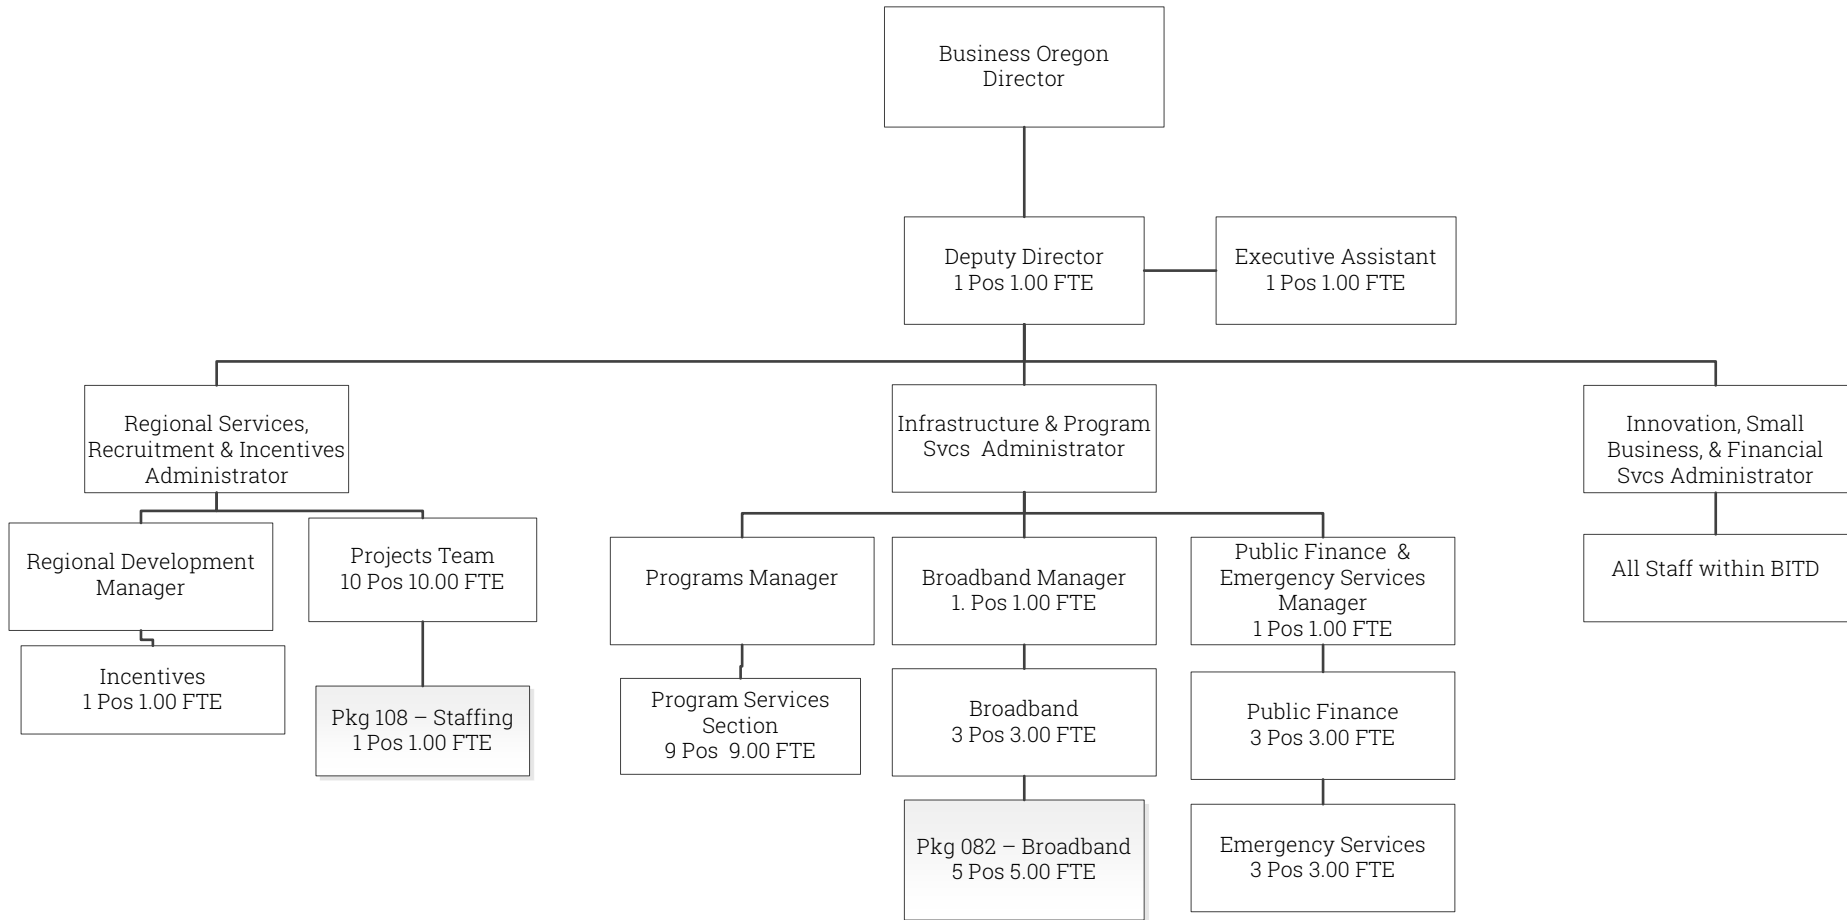 Business Oregon
Director
Deputy Director
1 Pos 1.00 FTE
Executive Assistant
1 Pos 1.00 FTE
Regional Services,
Recruitment & Incentives
Administrator
Infrastructure & Program
Svcs  Administrator
Innovation, Small
Business, & Financial
Svcs Administrator
Regional Development
Manager
Projects Team
10 Pos 10.00 FTE
Programs Manager
Broadband Manager
1. Pos 1.00 FTE
Public Finance  &
Emergency Services
Manager
1 Pos 1.00 FTE
All Staff within BITD
Incentives
1 Pos 1.00 FTE
Pkg 108 – Staffing
1 Pos 1.00 FTE
Program Services
Section
9 Pos  9.00 FTE
Broadband
3 Pos 3.00 FTE
Public Finance
3 Pos 3.00 FTE
Pkg 082 – Broadband
5 Pos 5.00 FTE
Emergency Services
3 Pos 3.00 FTE